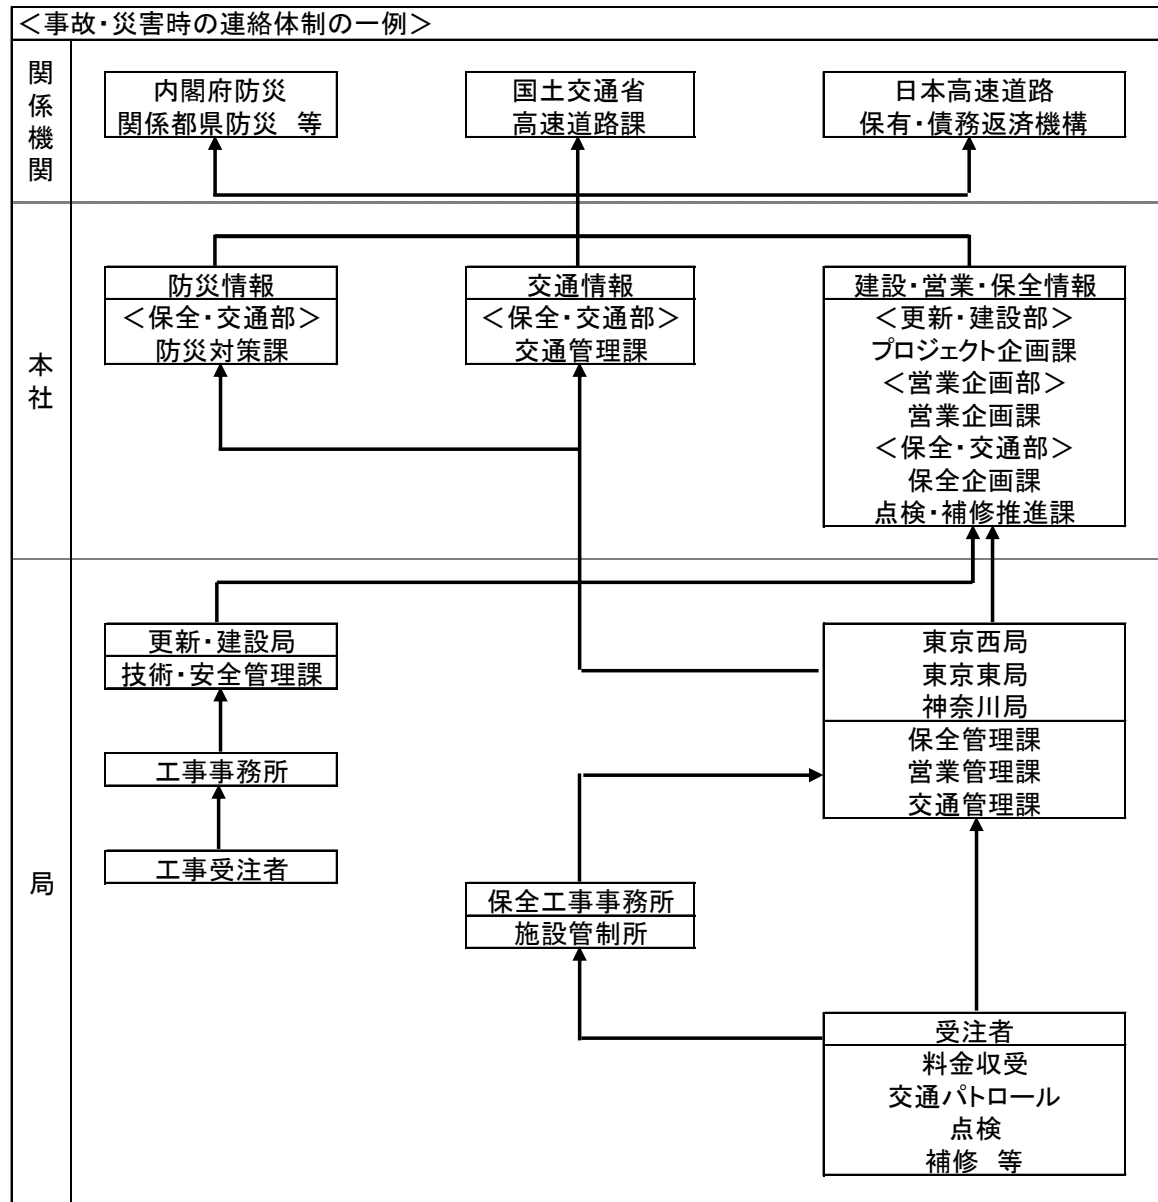 ＜事故・災害時の連絡体制の一例＞
関係機関
内閣府防災
関係都県防災　等
国土交通省
高速道路課
日本高速道路
保有・債務返済機構
本社
防災情報
＜保全・交通部＞
防災対策課
交通情報
＜保全・交通部＞
交通管理課
建設・営業・保全情報
＜更新・建設部＞
プロジェクト企画課
＜営業企画部＞
営業企画課
＜保全・交通部＞
保全企画課
点検・補修推進課
局
更新・建設局
技術・安全管理課
工事事務所
工事受注者
東京西局
東京東局
神奈川局
保全管理課
営業管理課
交通管理課
保全工事事務所
施設管制所
受注者
料金収受
交通パトロール
点検
補修　等